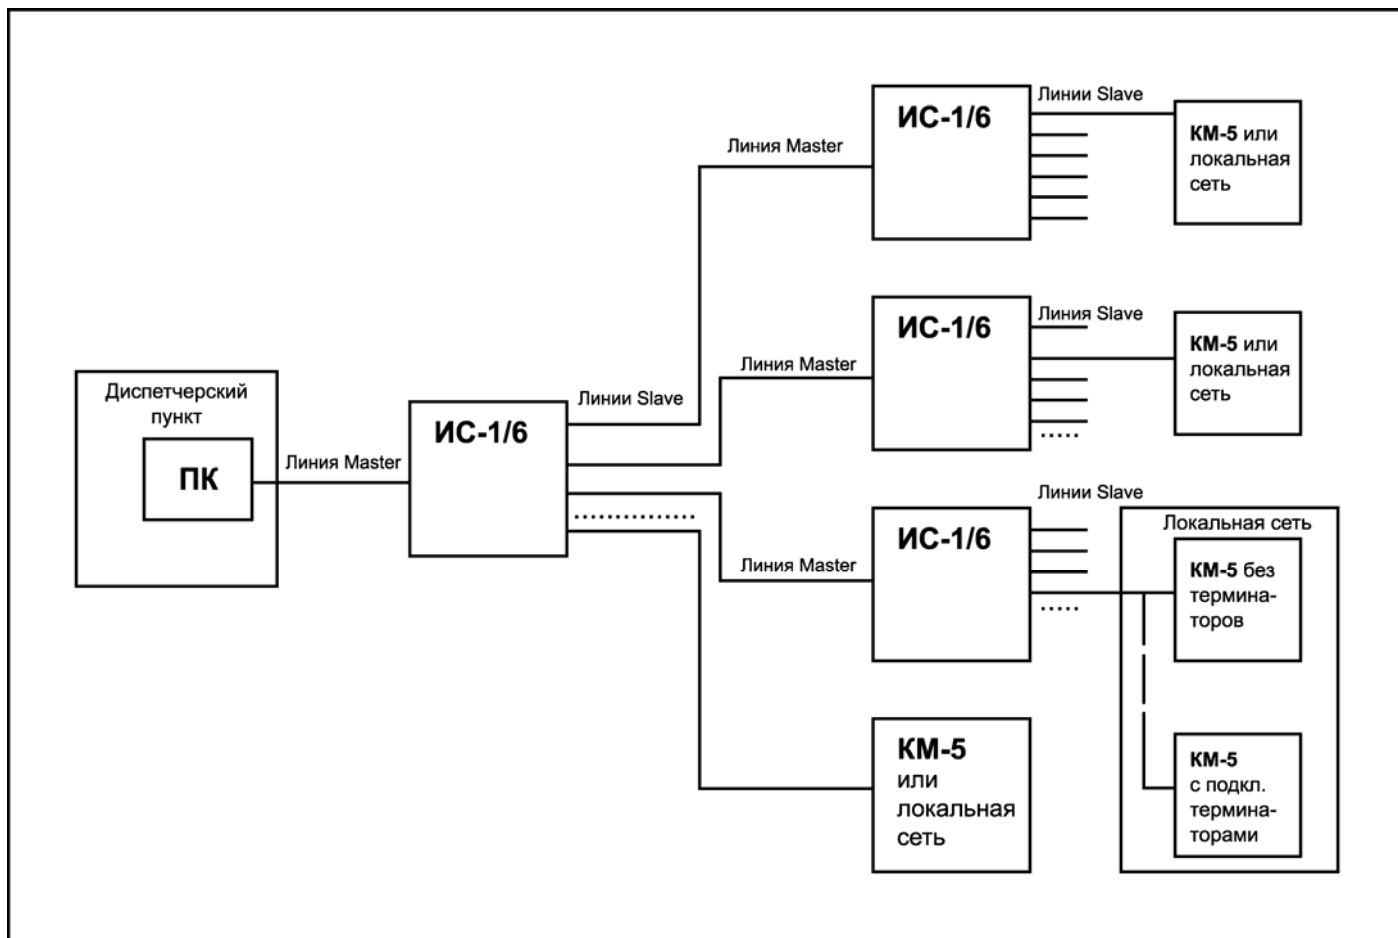 Диспетчерский
пункт
ПК
Линия Master
ИС-1/6
Линии Slave
Линия Master
ИС-1/6
Линии Slave
КМ-5 или
локальная
сеть
Линия Master
ИС-1/6
Линии Slave
.....
КМ-5 или
локальная
сеть
...............
Линия Master
ИС-1/6
Линии Slave
.....
Локальная сеть
КМ-5 без
термина-
торов
КМ-5
с подкл.
термина-
торами
КМ-5
или
локальная
сеть